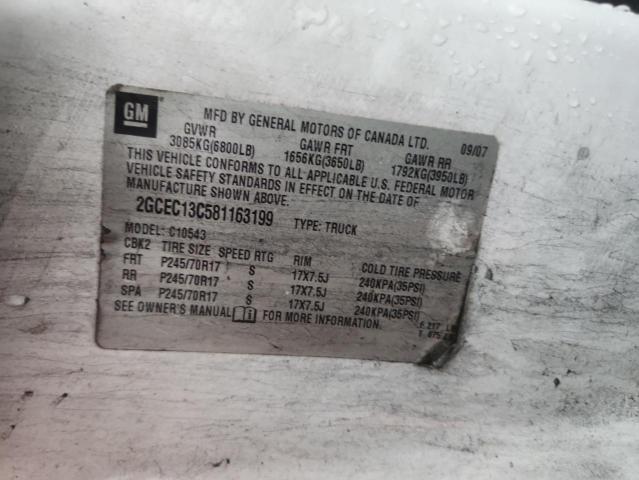 GM
MFD BY GENERAL MOTORS OF CANADA LTD. 09/07
GVWR GAWR FRT GAWR RR
3085KG(6800LB) 1656KG(3650LB) 1792KG(3950LB)
THIS VEHICLE CONFORMS TO ALL APPLICABLE U.S. FEDERAL MOTOR
VEHICLE SAFETY STANDARDS IN EFFECT ON THE DATE OF
MANUFACTURE SHOWN ABOVE.
2GCEC13C581163199 TYPE: TRUCK
MODEL: C10543
CBK2 TIRE SIZE SPEED RTG RIM COLD TIRE PRESSURE
FRT P245/70R17 S 17X7.5J 240KPA(35PSI)
RR P245/70R17 S 17X7.5J 240KPA(35PSI)
SPA P245/70R17 S 17X7.5J 240KPA(35PSI)
SEE OWNER'S MANUAL FOR MORE INFORMATION.